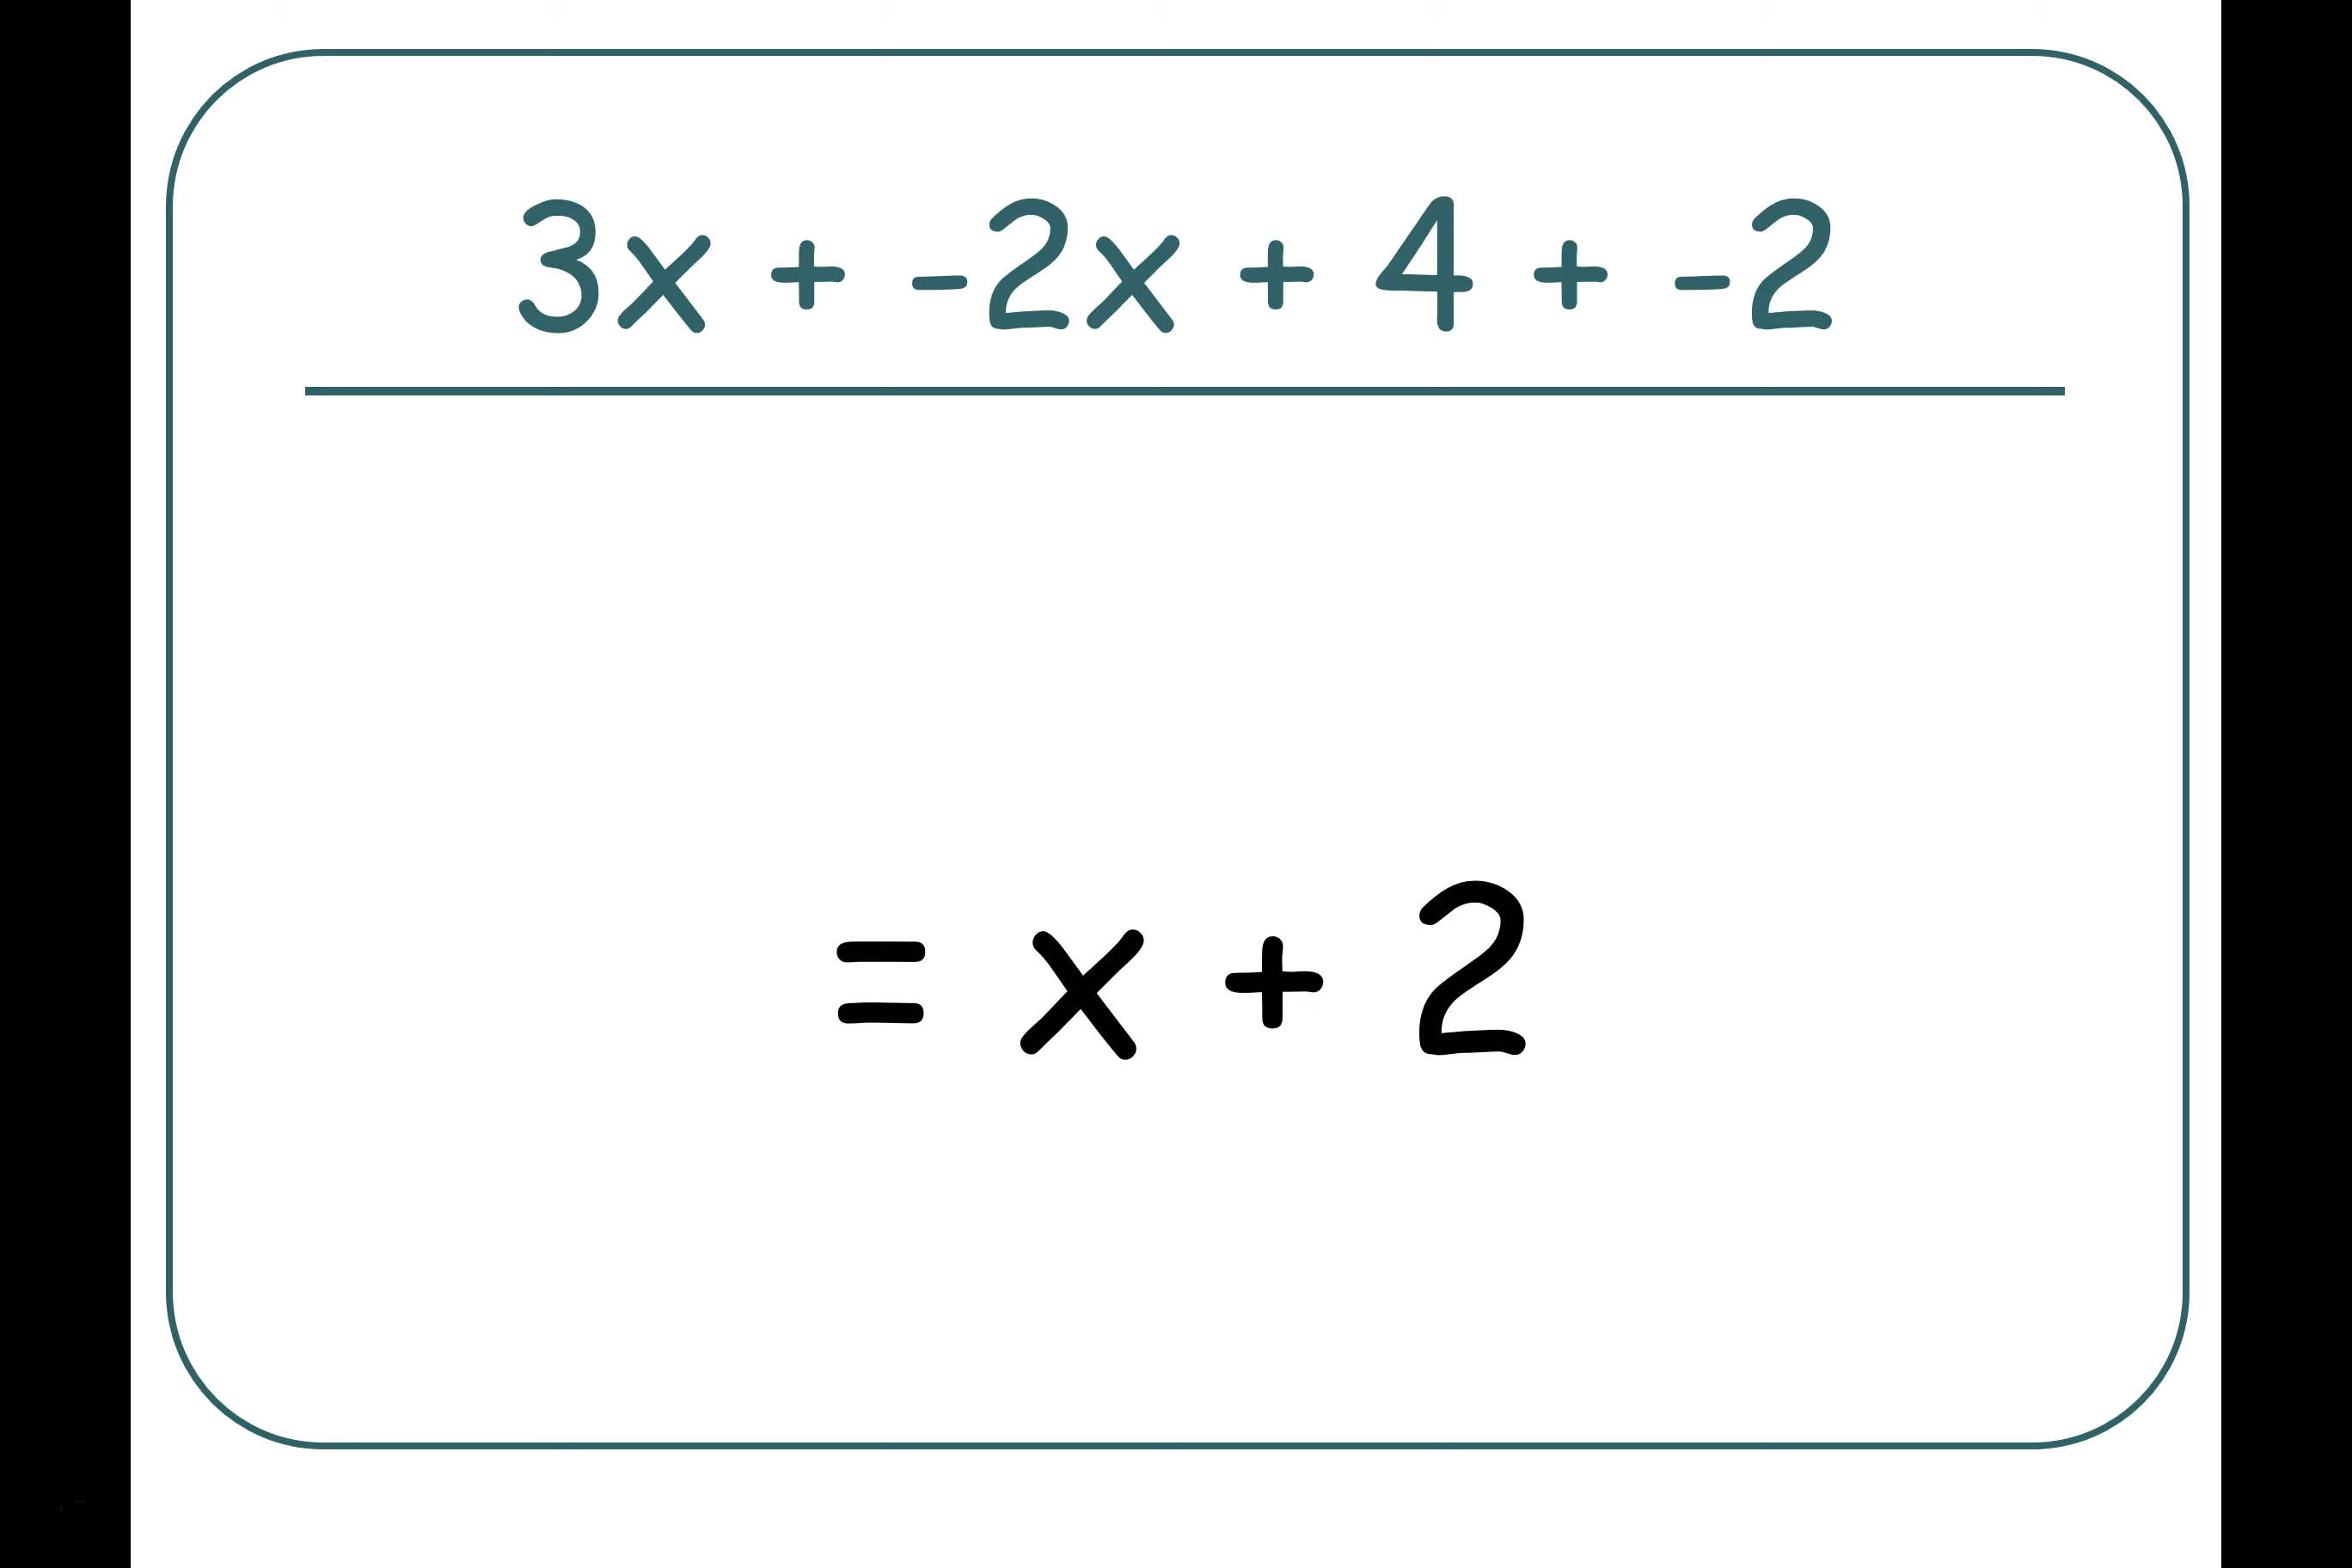 3x + -2x + 4 + -2
= x + 2